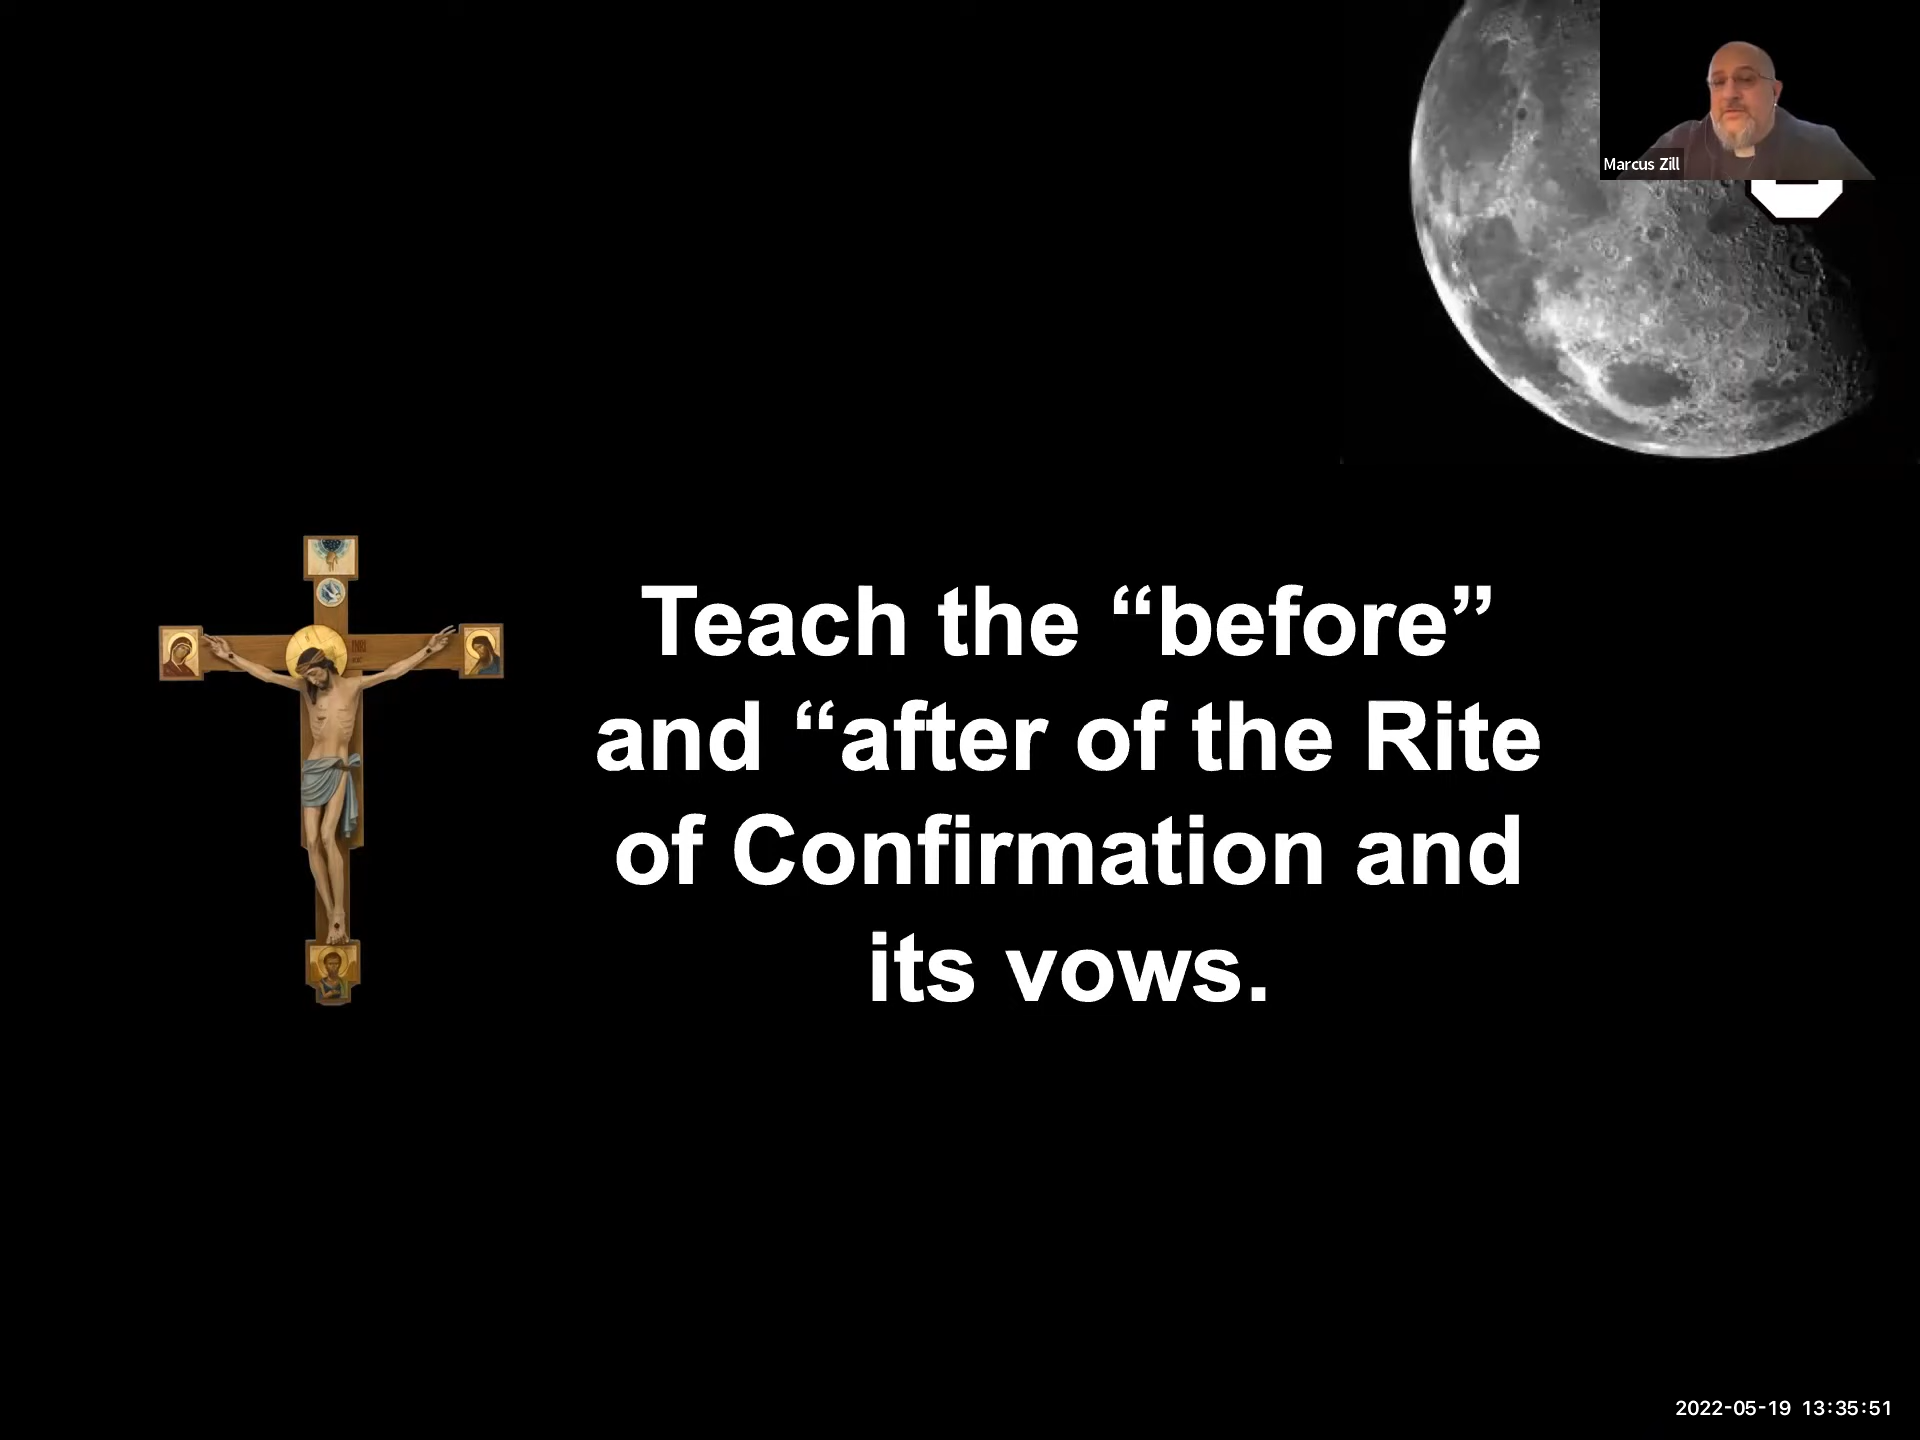 Marcus Zill
Teach the “before”
and “after of the Rite
of Confirmation and
its vows.
2022-05-19 13:35:51